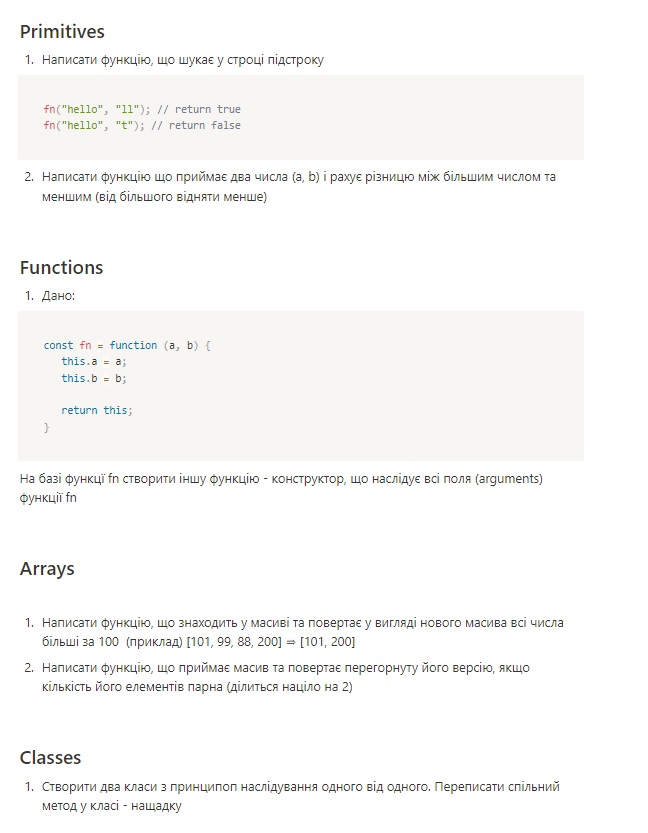 Primitives
1. Написати функцію, що шукає у строці підстроку
fn("hello", "ll"); // return true
fn("hello", "t"); // return false
2. Написати функцію що приймає два числа (a, b) і рахує різницю між більшим числом та
меншим (від більшого відняти менше)
Functions
1. Дано:
const fn = function (a, b) {
this.a = a;
this.b = b;
return this;
}
На базі функці fn створити іншу функцію - конструктор, що наслідує всі поля (arguments)
функції fn
Arrays
1. Написати функцію, що знаходить у масиві та повертає у вигляді нового масива всі числа
більші за 100 (приклад) [101, 99, 88, 200] ⇒ [101, 200]
2. Написати функцію, що приймає масив та повертає перегорнуту його версію, якщо
кількість його елементів парна (ділиться націло на 2)
Classes
1. Створити два класи з принципоп наслідування одного від одного. Переписати спільний
метод у класі - нащадку